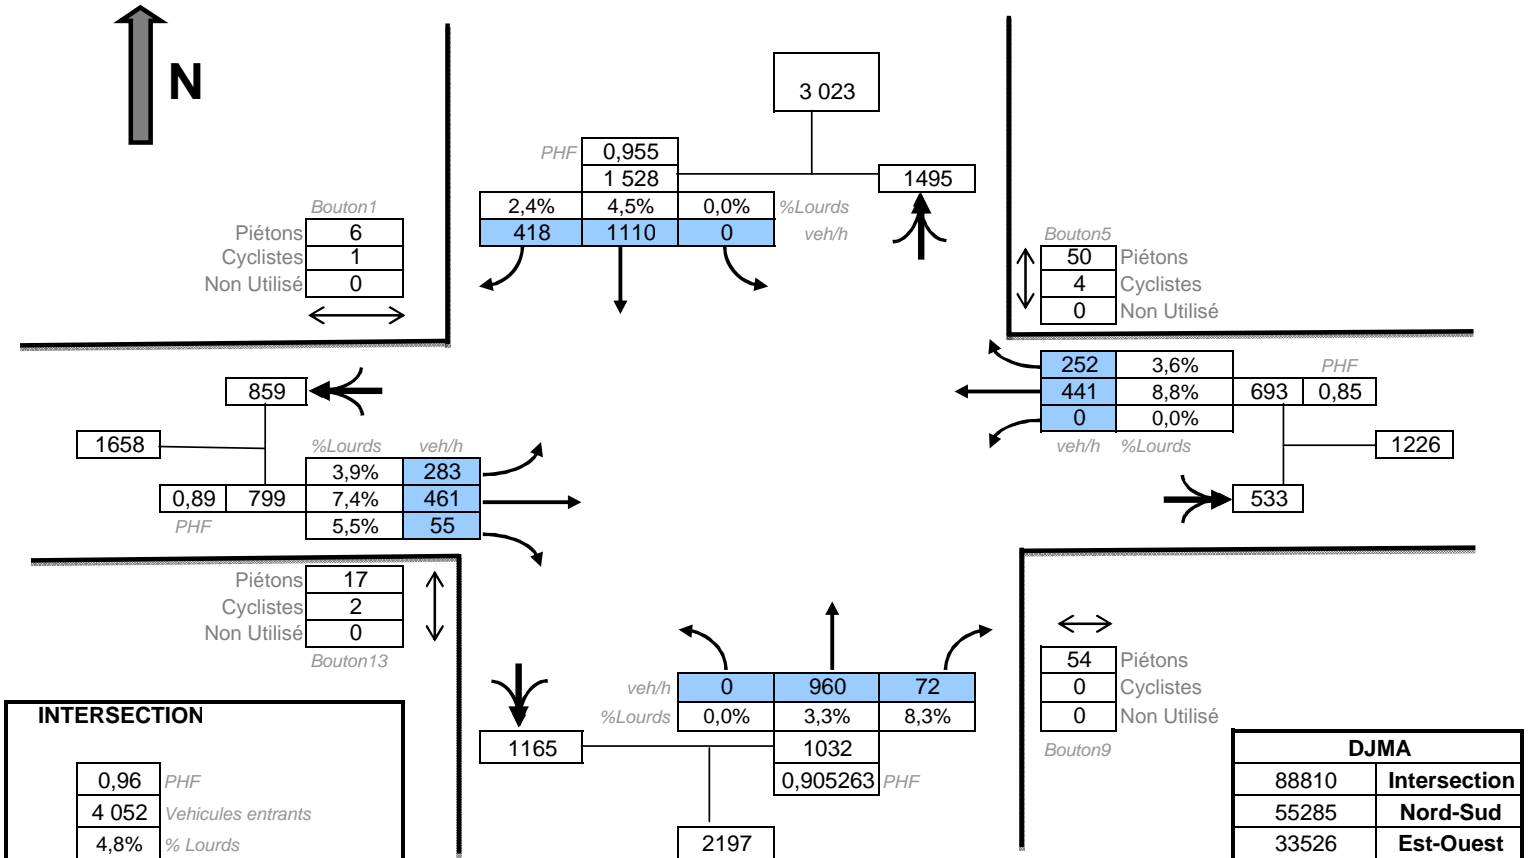 N
3 023
PHF 0,955
1 528
1495
2,4% 4,5% 0,0% %Lourds
418 1110 0 veh/h
Bouton1
Piétons 6
Cyclistes 1
Non Utilisé 0
Bouton5
50 Piétons
4 Cyclistes
0 Non Utilisé
252 3,6% PHF
441 8,8% 693 0,85
0 0,0%
veh/h %Lourds
1226
533
859
1658
%Lourds veh/h
3,9% 283
0,89 799 7,4% 461
PHF 5,5% 55
Piétons 17
Cyclistes 2
Non Utilisé 0
Bouton13
veh/h 0 960 72
%Lourds 0,0% 3,3% 8,3%
1165 1032
0,905263 PHF
2197
54 Piétons
0 Cyclistes
0 Non Utilisé
Bouton9
INTERSECTION
0,96 PHF
4 052 Vehicules entrants
4,8% % Lourds
DJMA
88810 Intersection
55285 Nord-Sud
33526 Est-Ouest